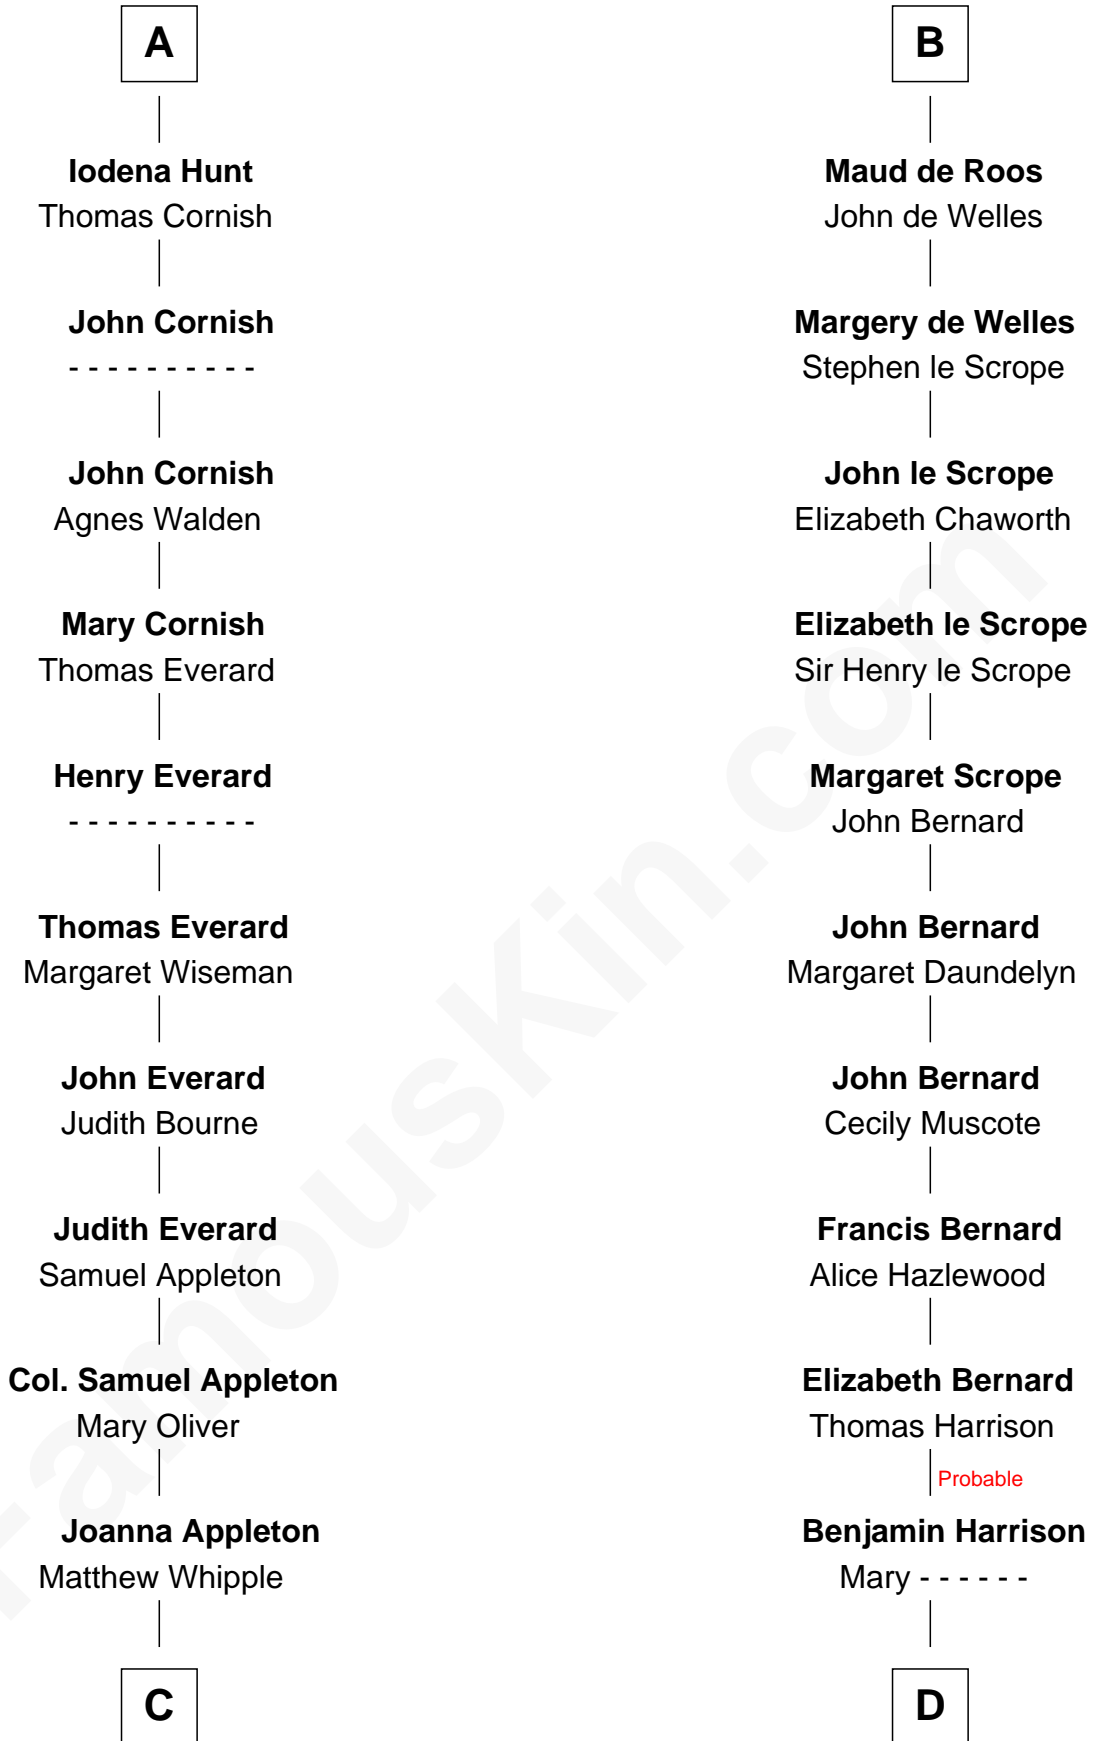 A
Iodena Hunt
Thomas Cornish
John Cornish
- - - - - - - - - -
John Cornish
Agnes Walden
Mary Cornish
Thomas Everard
Henry Everard
- - - - - - - - - -
Thomas Everard
Margaret Wiseman
John Everard
Judith Bourne
Judith Everard
Samuel Appleton
Col. Samuel Appleton
Mary Oliver
Joanna Appleton
Matthew Whipple
C
B
Maud de Roos
John de Welles
Margery de Welles
Stephen le Scrope
John le Scrope
Elizabeth Chaworth
Elizabeth le Scrope
Sir Henry le Scrope
Margaret Scrope
John Bernard
John Bernard
Margaret Daundelyn
John Bernard
Cecily Muscote
Francis Bernard
Alice Hazlewood
Elizabeth Bernard
Thomas Harrison
Probable
Benjamin Harrison
Mary - - - - - -
D
FamousKin.com